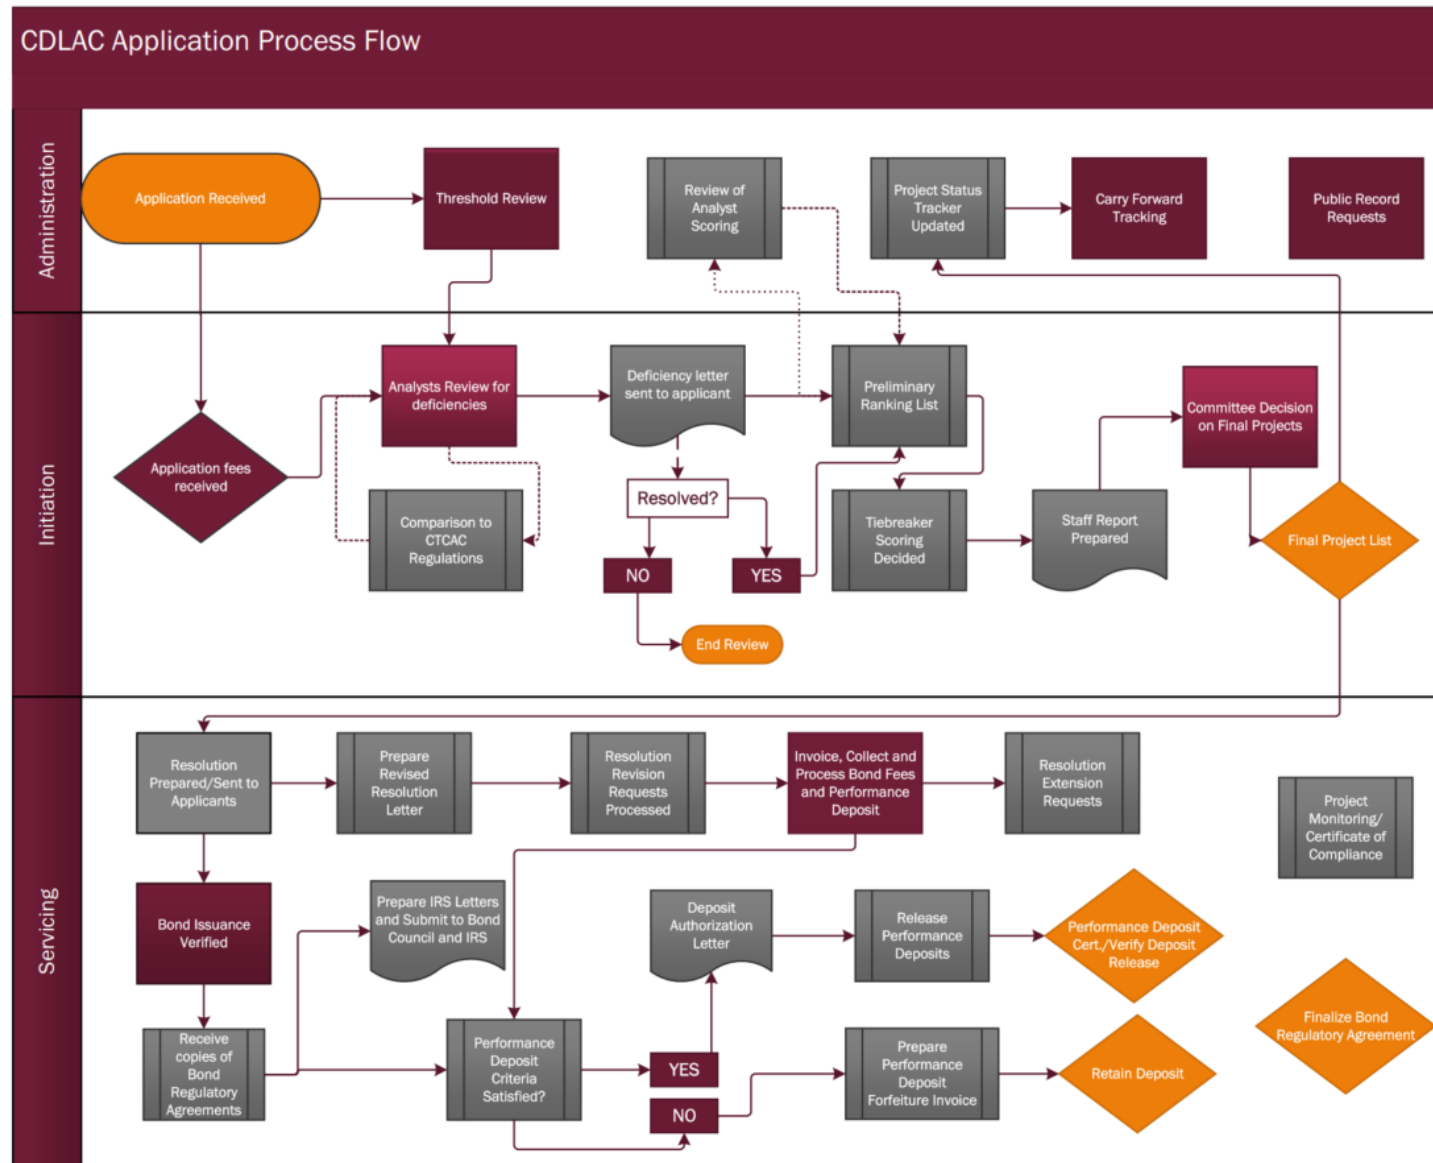 CDLAC Application Process Flow
Administration
Application Received
Threshold Review
Review of
Analyst
Scoring
Project Status
Tracker
Updated
Carry Forward
Tracking
Public Record
Requests
Initiation
Application fees
received
Analysts Review for
deficiencies
Comparison to
CTCAC
Regulations
Deficiency letter
sent to applicant
Resolved?
NO
YES
End Review
Preliminary
Ranking List
Tiebreaker
Scoring
Decided
Staff Report
Prepared
Committee Decision
on Final Projects
Final Project List
Servicing
Resolution
Prepared/Sent to
Applicants
Prepare
Revised
Resolution
Letter
Resolution
Revision
Requests
Processed
Invoice, Collect and
Process Bond Fees
and Performance
Deposit
Resolution
Extension
Requests
Project
Monitoring/
Certificate of
Compliance
Bond Issuance
Verified
Prepare IRS Letters
and Submit to Bond
Council and IRS
Deposit
Authorization
Letter
Release
Performance
Deposits
Performance Deposit
Cert./Verify Deposit
Release
Finalize Bond
Regulatory Agreement
Receive
copies of
Bond
Regulatory
Agreements
Performance
Deposit
Criteria
Satisfied?
YES
NO
Prepare
Performance
Deposit
Forfeiture Invoice
Retain Deposit